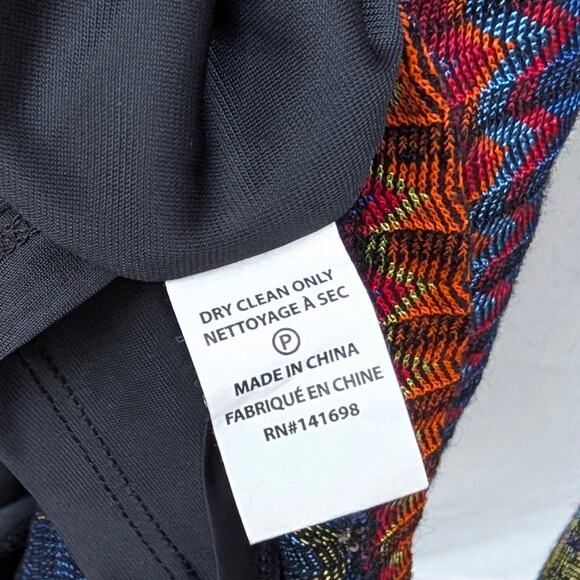 DRY CLEAN ONLY
NETTOYAGE À SEC
P
MADE IN CHINA
FABRIQUÉ EN CHINE
RN#141698